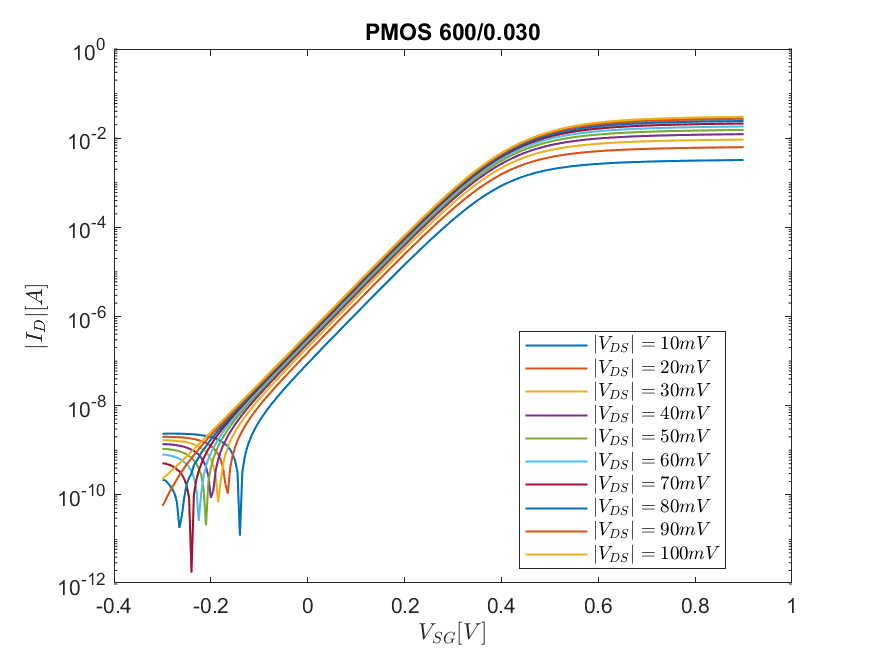 PMOS 600/0.030
10^0
10^-2
10^-4
10^-6
10^-8
10^-10
10^-12
|I_D|[A]
-0.4 -0.2 0 0.2 0.4 0.6 0.8 1
V_SG[V]
|V_DS| = 10mV
|V_DS| = 20mV
|V_DS| = 30mV
|V_DS| = 40mV
|V_DS| = 50mV
|V_DS| = 60mV
|V_DS| = 70mV
|V_DS| = 80mV
|V_DS| = 90mV
|V_DS| = 100mV